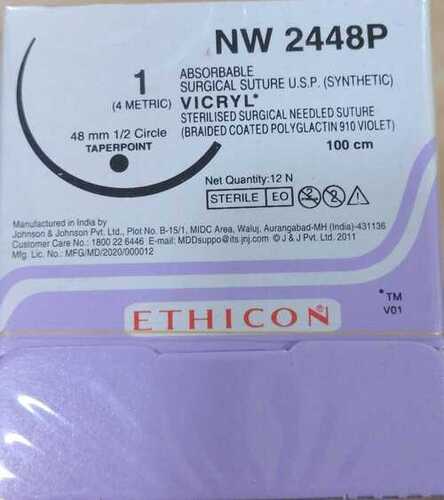 NW 2448P
1
(4 METRIC)
ABSORBABLE
SURGICAL SUTURE U.S.P. (SYNTHETIC)
VICRYL*
STERILISED SURGICAL NEEDLED SUTURE
(BRAIDED COATED POLYGLACTIN 910 VIOLET)
100 cm
48 mm 1/2 Circle
TAPERPOINT
Net Quantity:12 N
STERILE EO 2
Manufactured in India by
Johnson & Johnson Pvt. Ltd., Plot No. B-15/1, MIDC Area, Waluj, Aurangabad-MH (India)-431136
Customer Care No.: 1800 22 6446 E-mail: MDDsuppo@its.jnj.com © J & J Pvt. Ltd. 2011
Mfg. Lic. No.: MFG/MD/2020/000012
ETHICON®
*TM
V01